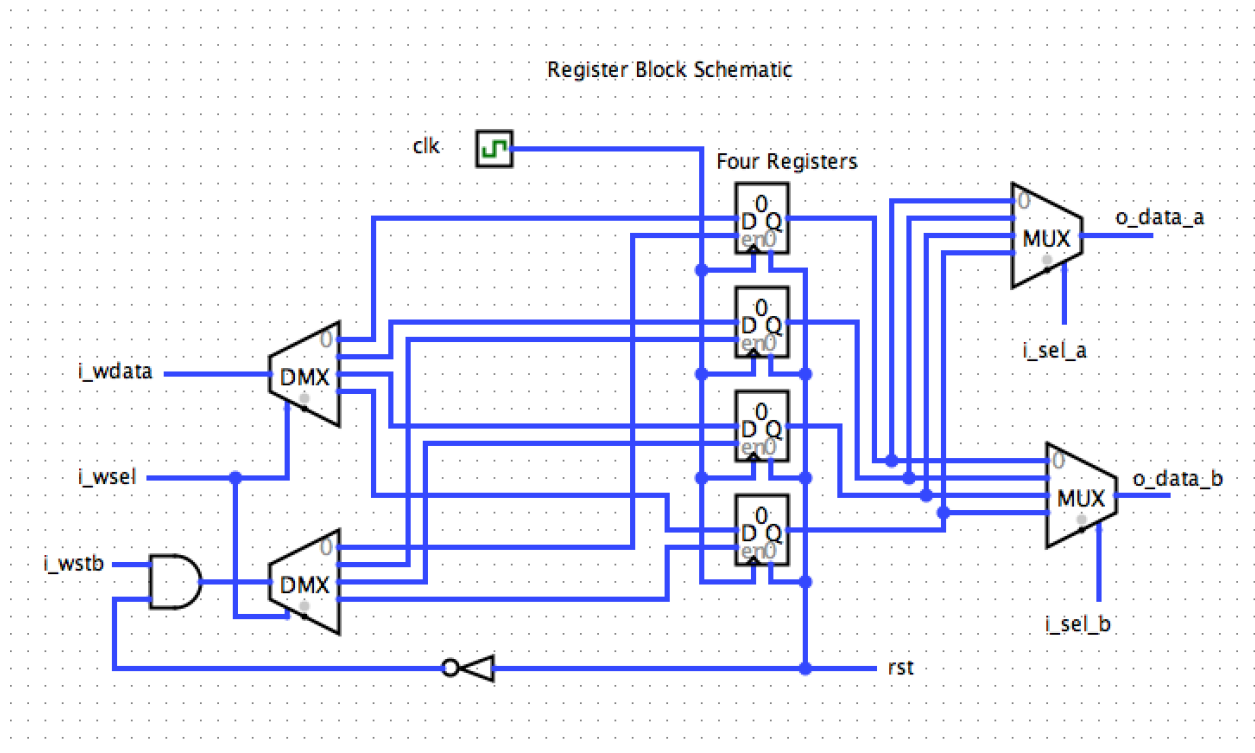 Register Block Schematic
clk
Four Registers
0
D Q
en0
0
MUX
o_data_a
i_sel_a
0
D Q
en0
0
DMX
i_wdata
0
D Q
en0
i_wsel
0
MUX
o_data_b
i_sel_b
0
D Q
en0
i_wstb
0
DMX
rst